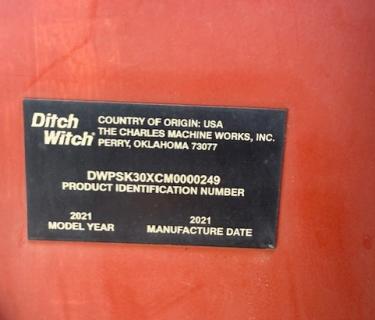 Ditch
Witch®
COUNTRY OF ORIGIN: USA
THE CHARLES MACHINE WORKS, INC.
PERRY, OKLAHOMA 73077
DWPSK30XCM0000249
PRODUCT IDENTIFICATION NUMBER
2021
MODEL YEAR
2021
MANUFACTURE DATE